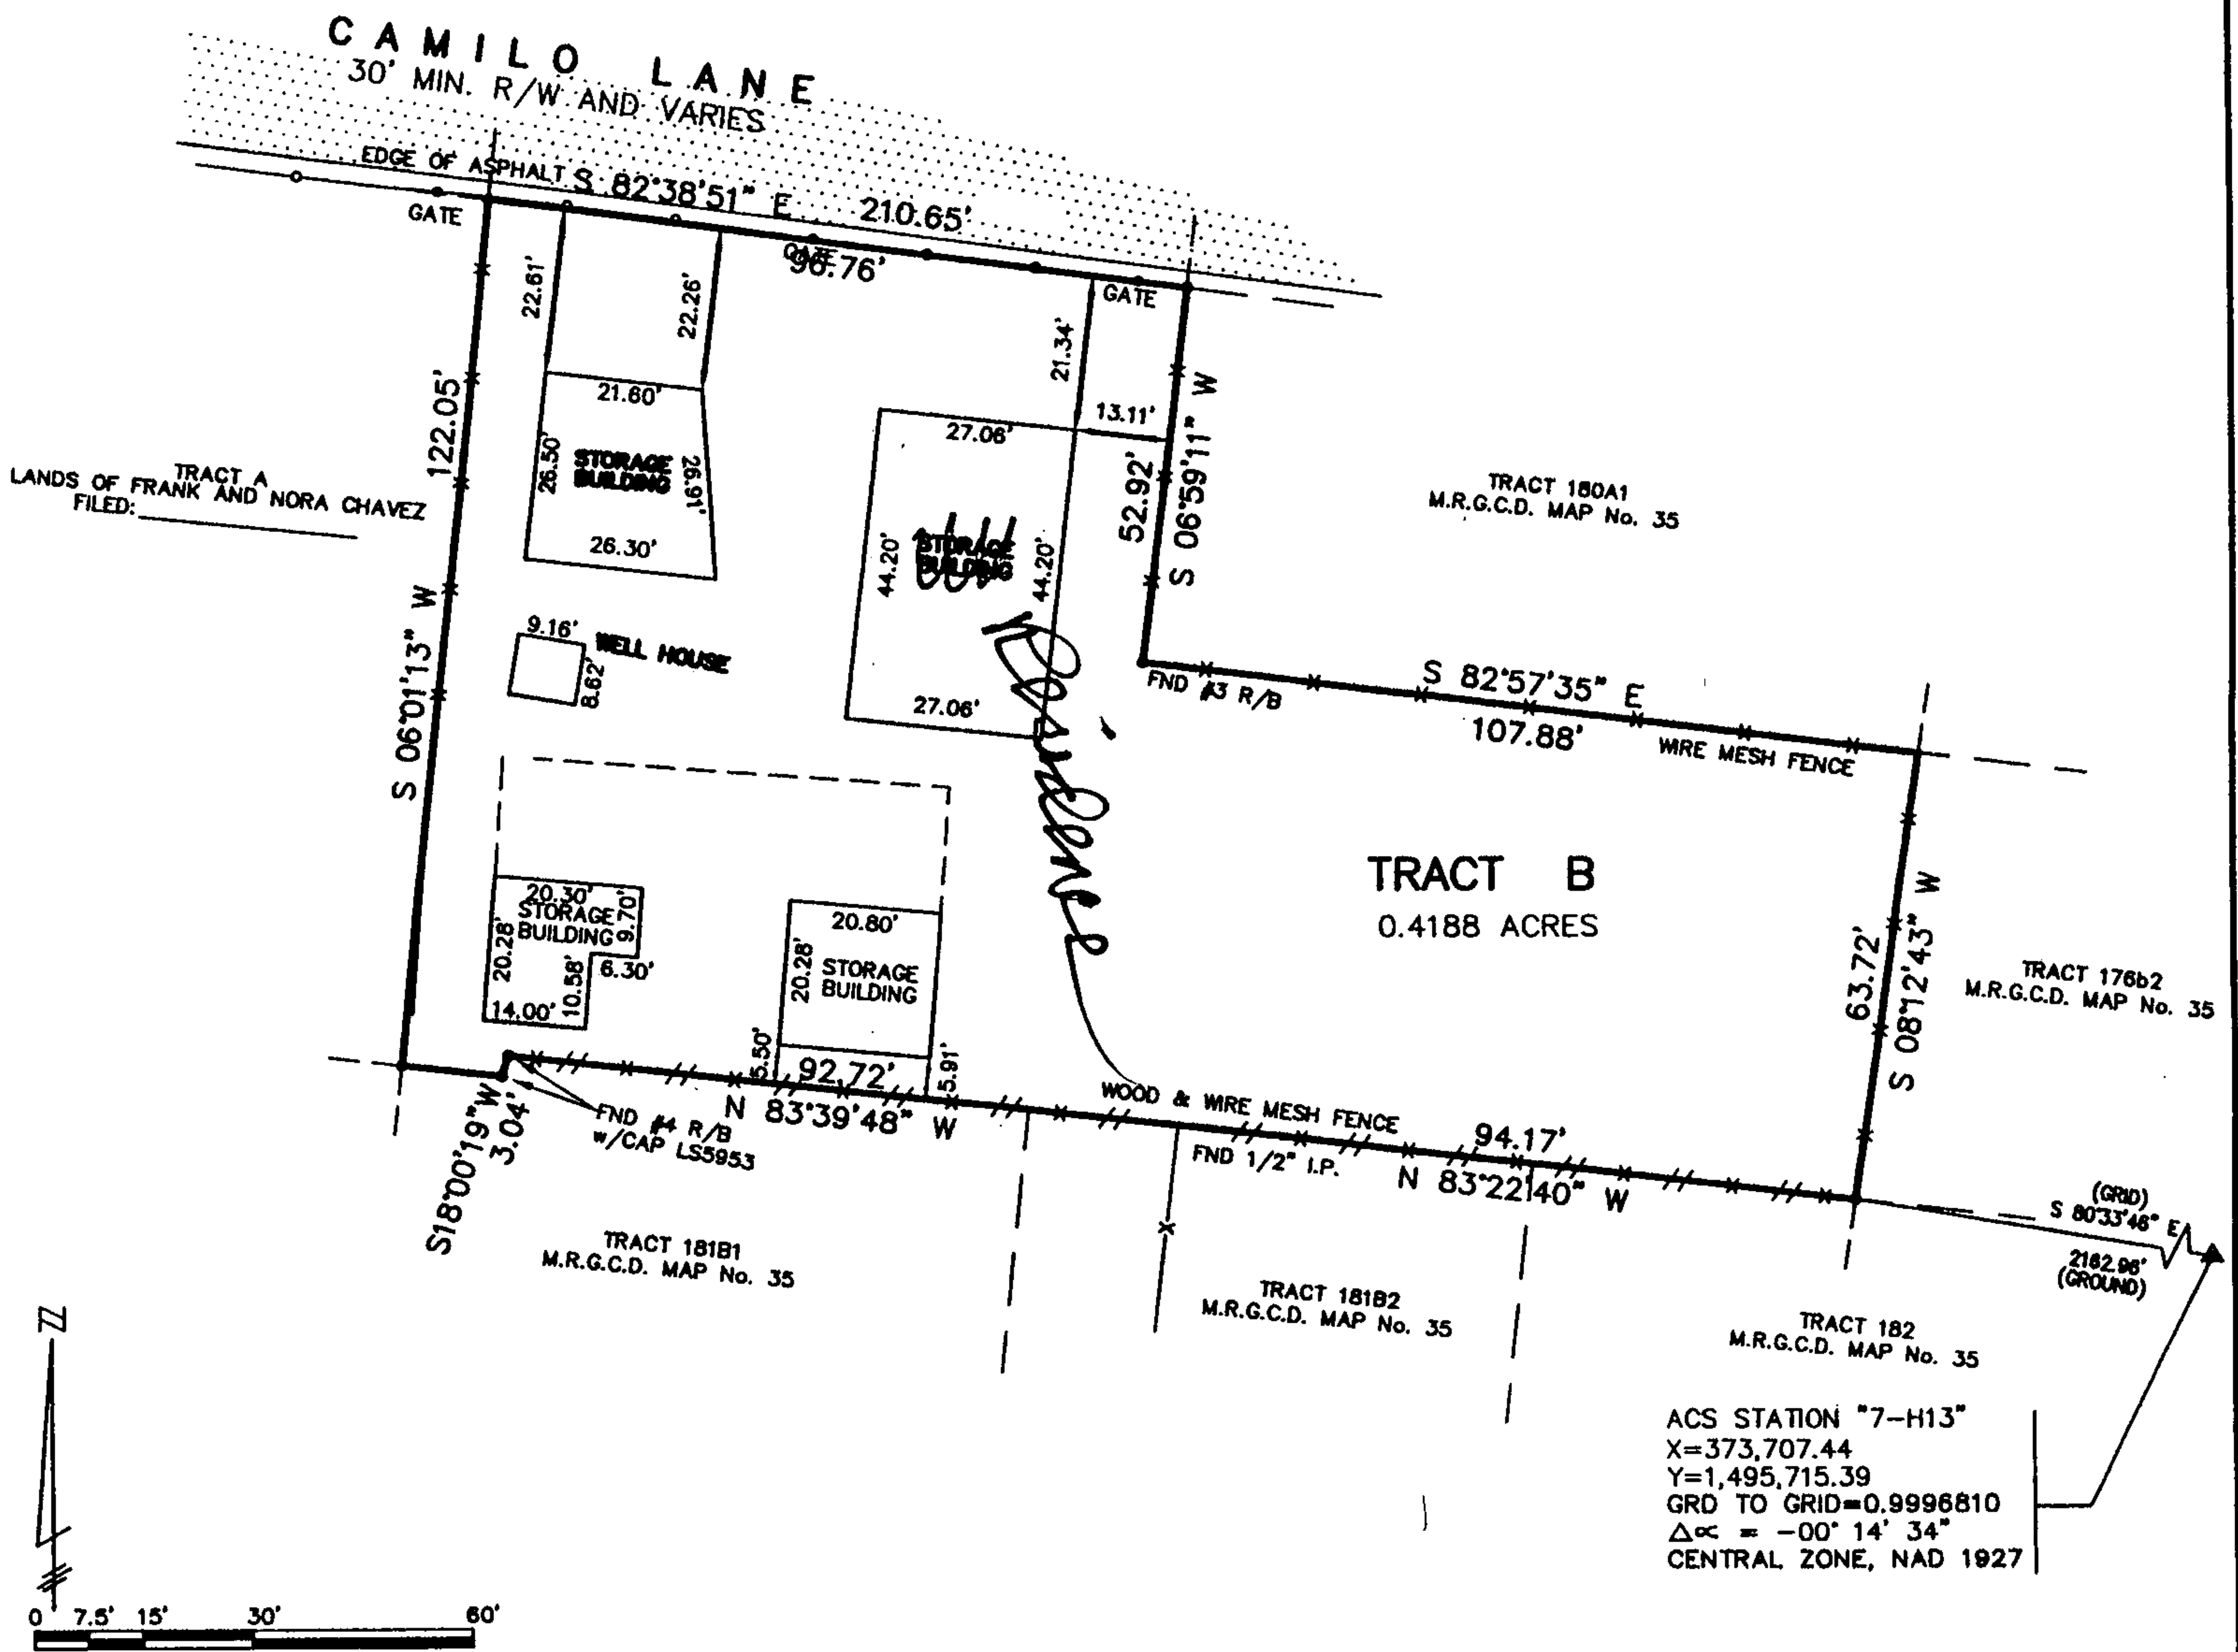 CAMILO LANE
30' MIN. R/W AND VARIES
EDGE OF ASPHALT
S 82°38'51" E 210.65'
GATE
GATE
96.76'
GATE
22.61'
22.26'
21.34'
13.11'
122.05'
S 06°01'13" W
TRACT A
LANDS OF FRANK AND NORA CHAVEZ
FILED:
21.60'
26.50'
STORAGE
BUILDING
26.91'
26.30'
27.06'
44.20'
STORAGE
BUILDING
44.20'
27.06'
52.92'
S 06°59'11" W
TRACT 180A1
M.R.G.C.D. MAP No. 35
9.16'
WELL HOUSE
8.62'
FND #3 R/B
S 82°57'35" E
107.88'
WIRE MESH FENCE
TRACT B
0.4188 ACRES
63.72'
S 08°12'43" W
TRACT 176b2
M.R.G.C.D. MAP No. 35
20.30'
STORAGE
BUILDING
9.70'
20.28'
10.58'
6.30'
14.00'
20.80'
20.28'
STORAGE
BUILDING
5.50'
5.91'
92.72'
N 83°39'48" W
S18°00'19"W
3.04'
FND #4 R/B
w/CAP LS5953
WOOD & WIRE MESH FENCE
FND 1/2" I.P.
94.17'
N 83°22'40" W
(GRID)
S 80°33'46" E
2162.96'
(GROUND)
TRACT 181B1
M.R.G.C.D. MAP No. 35
TRACT 181B2
M.R.G.C.D. MAP No. 35
TRACT 182
M.R.G.C.D. MAP No. 35
ACS STATION "7-H13"
X=373,707.44
Y=1,495,715.39
GRD TO GRID=0.9996810
Δ∝ = -00° 14' 34"
CENTRAL ZONE, NAD 1927
N
0 7.5' 15' 30' 60'